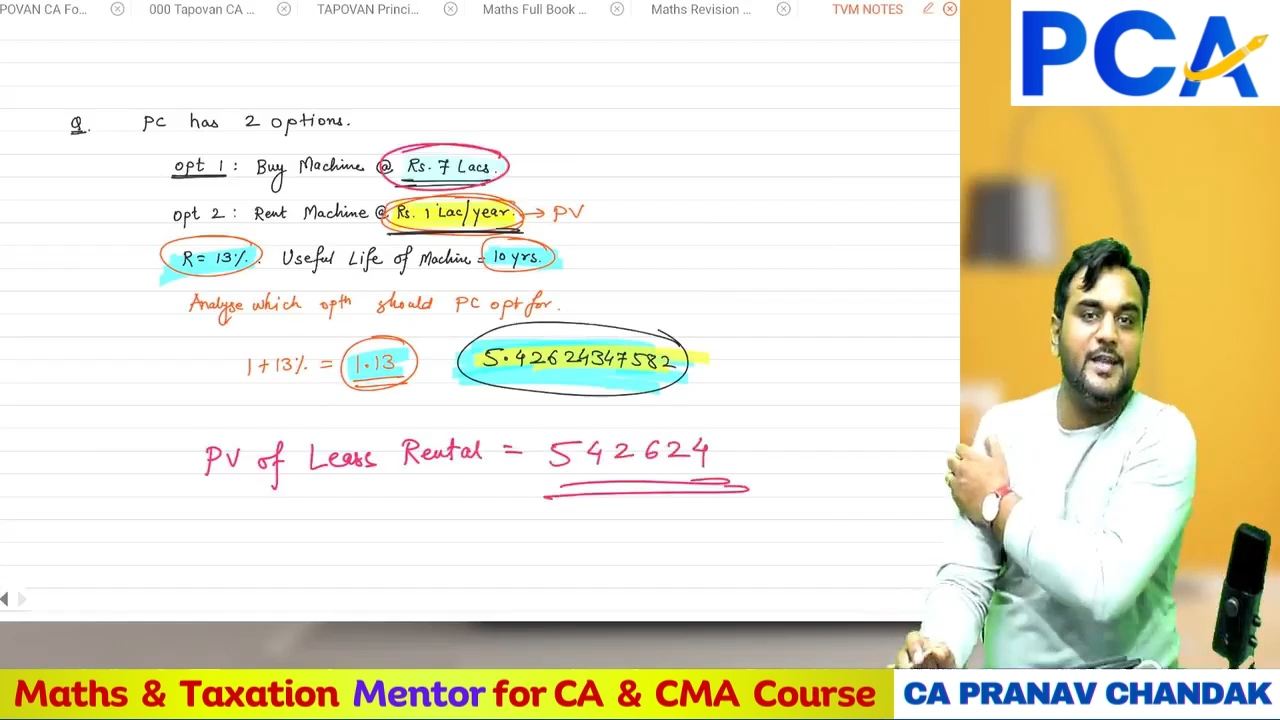 POVAN CA Fo...
000 Tapovan CA ...
TAPOVAN Princi...
Maths Full Book ...
Maths Revision ...
TVM NOTES
PCA
Q. PC has 2 options.
opt 1 : Buy Machine @ Rs. 7 Lacs.
opt 2 : Rent Machine @ Rs. 1 Lac/year. → PV
R = 13%. Useful Life of Machine = 10 yrs.
Analyse which optn should PC opt for.
1 + 13% = 1.13 5.42624347582
PV of Leass Rental = 542624
Maths & Taxation Mentor for CA & CMA Course
CA PRANAV CHANDAK